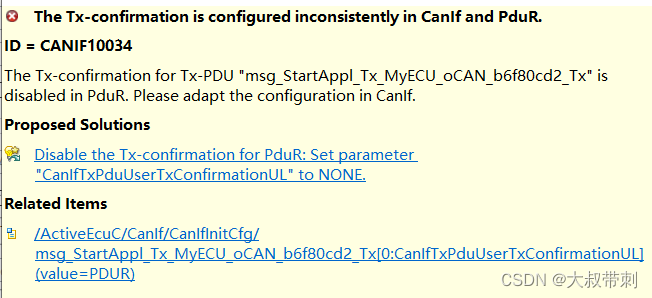 The Tx-confirmation is configured inconsistently in CanIf and PduR.
ID = CANIF10034
The Tx-confirmation for Tx-PDU "msg_StartAppl_Tx_MyECU_oCAN_b6f80cd2_Tx" is
disabled in PduR. Please adapt the configuration in CanIf.
Proposed Solutions
Disable the Tx-confirmation for PduR: Set parameter
"CanIfTxPduUserTxConfirmationUL" to NONE.
Related Items
/ActiveEcuC/CanIf/CanIfInitCfg/
msg_StartAppl_Tx_MyECU_oCAN_b6f80cd2_Tx[0:CanIfTxPduUserTxConfirmationUL]
(value=PDUR)
CSDN @大叔带刺